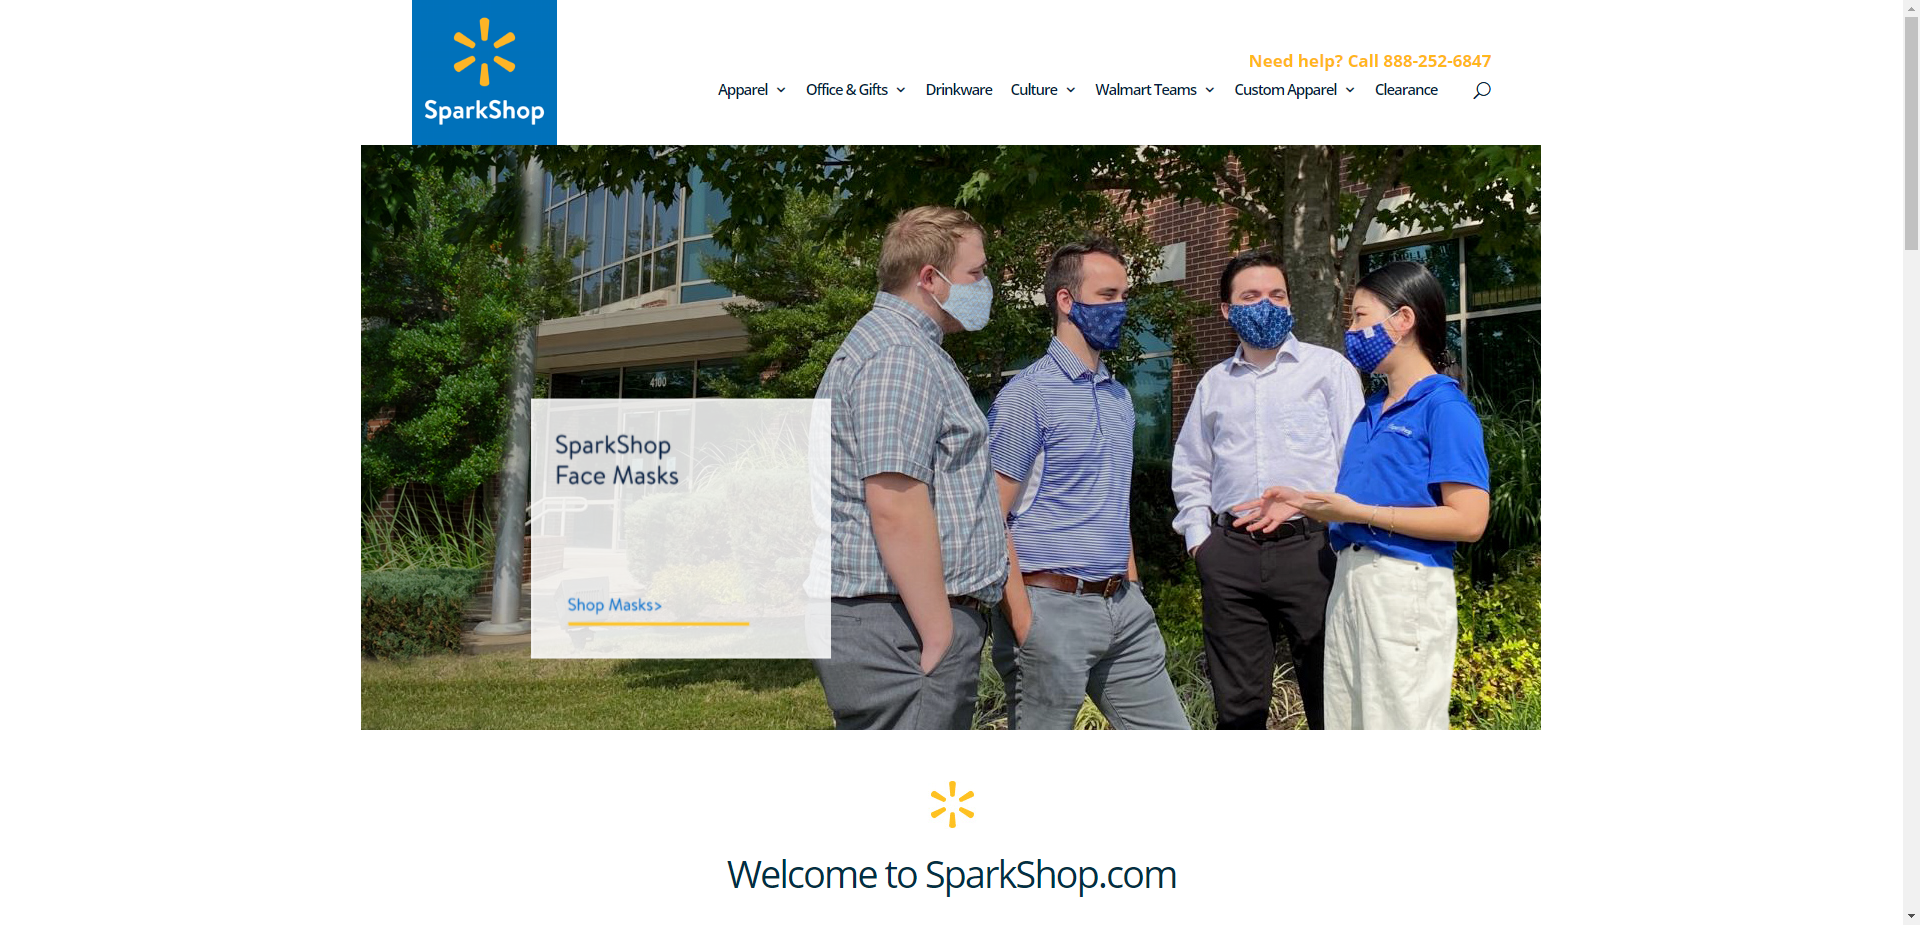 SparkShop
Need help? Call 888-252-6847
Apparel Office & Gifts Drinkware Culture Walmart Teams Custom Apparel Clearance
4100
SparkShop
Face Masks
Shop Masks>
SparkShop
Welcome to SparkShop.com